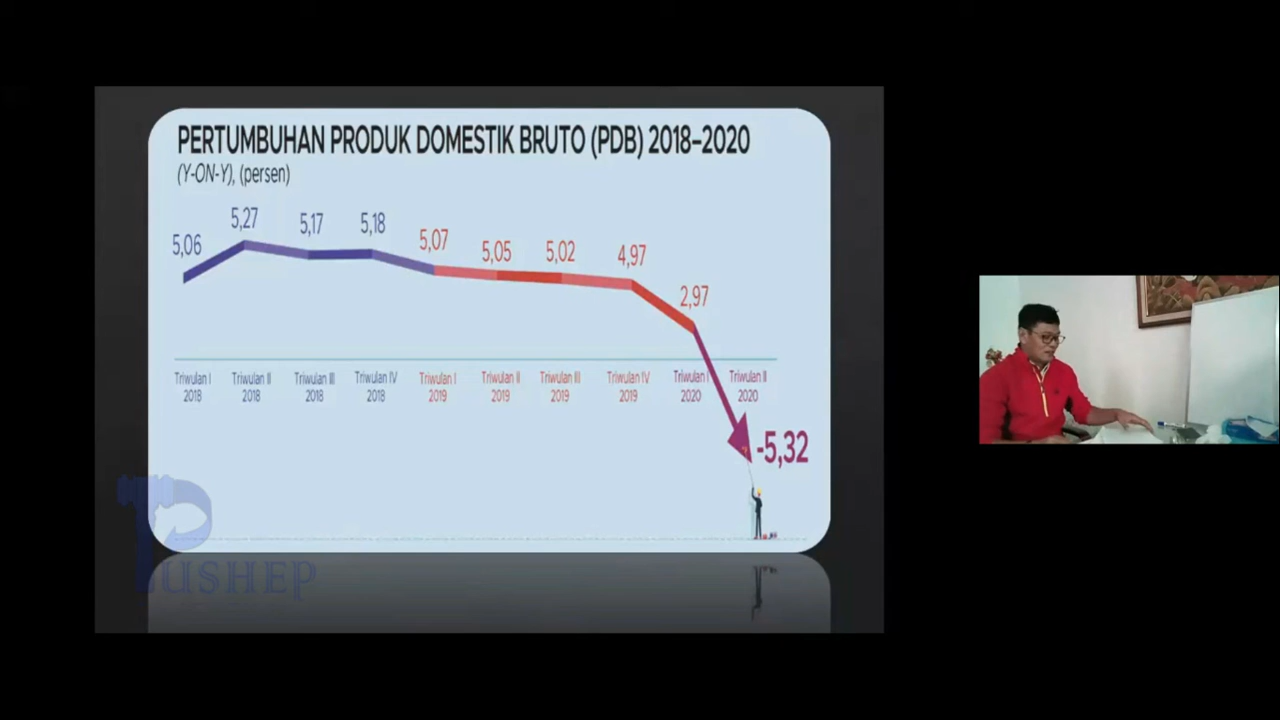 PERTUMBUHAN PRODUK DOMESTIK BRUTO (PDB) 2018–2020
(Y-ON-Y), (persen)
5,06
5,27
5,17
5,18
5,07
5,05
5,02
4,97
2,97
-5,32
Triwulan I 2018
Triwulan II 2018
Triwulan III 2018
Triwulan IV 2018
Triwulan I 2019
Triwulan II 2019
Triwulan III 2019
Triwulan IV 2019
Triwulan I 2020
Triwulan II 2020
PUSHEP